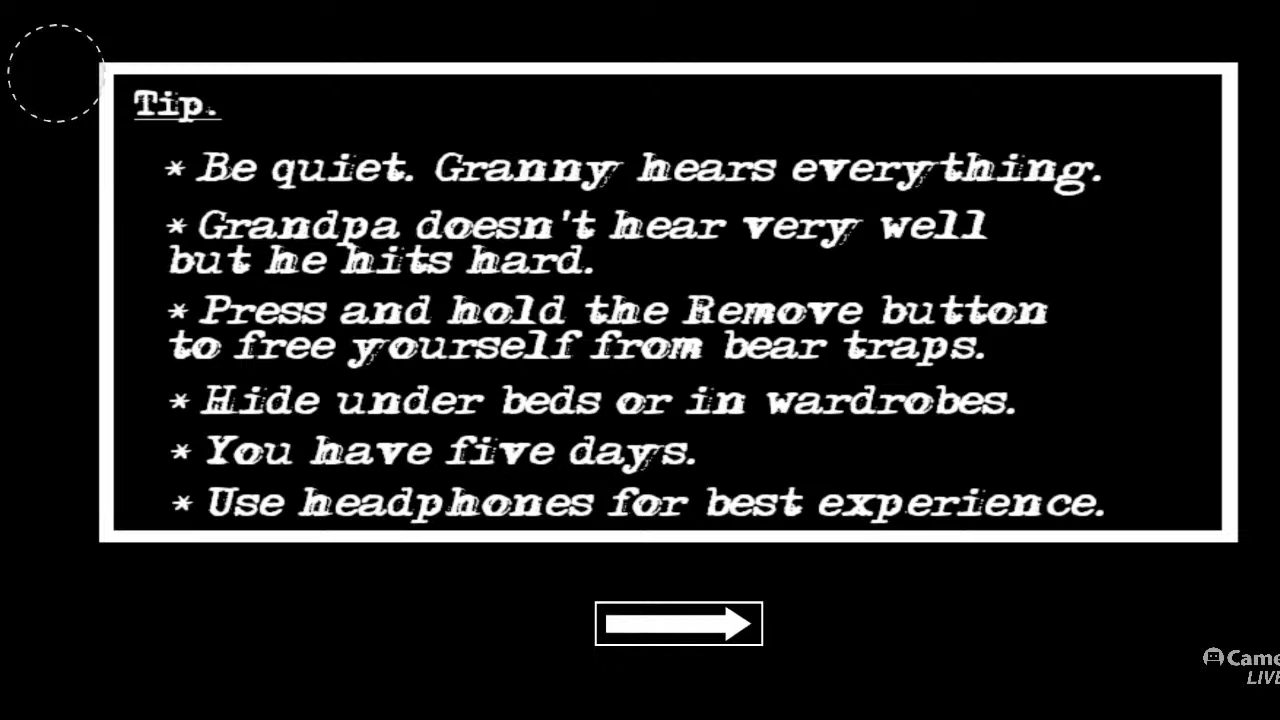 Tip.
* Be quiet. Granny hears everything.
* Grandpa doesn't hear very well
but he hits hard.
* Press and hold the Remove button
to free yourself from bear traps.
* Hide under beds or in wardrobes.
* You have five days.
* Use headphones for best experience.
LIVE